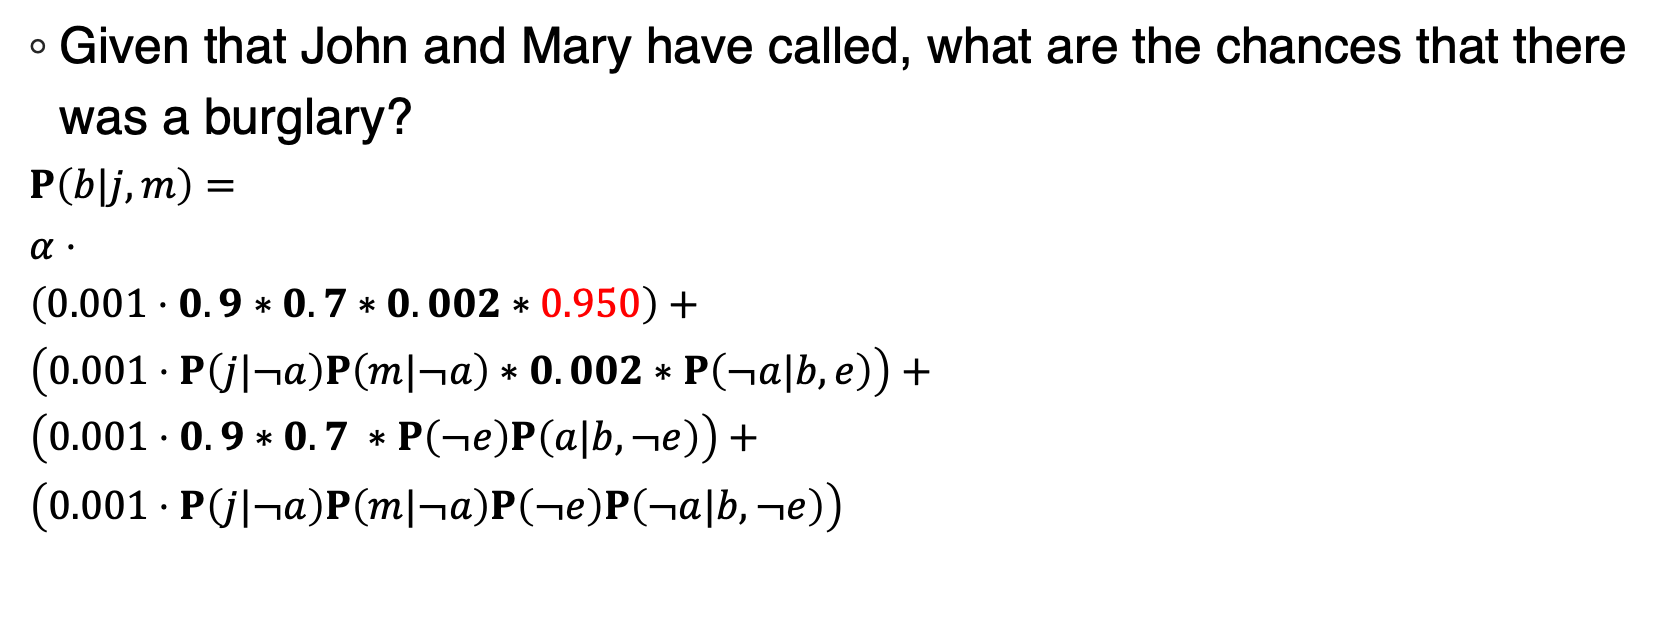 ◦ Given that John and Mary have called, what are the chances that there
was a burglary?
𝐏(𝑏|𝑗, 𝑚) =
𝛼 ·
(0.001 · 0.9 ∗ 0.7 ∗ 0.002 ∗ 0.950) +
(0.001 · 𝐏(𝑗|¬𝑎)𝐏(𝑚|¬𝑎) ∗ 0.002 ∗ 𝐏(¬𝑎|𝑏, 𝑒)) +
(0.001 · 0.9 ∗ 0.7 ∗ 𝐏(¬𝑒)𝐏(𝑎|𝑏, ¬𝑒)) +
(0.001 · 𝐏(𝑗|¬𝑎)𝐏(𝑚|¬𝑎)𝐏(¬𝑒)𝐏(¬𝑎|𝑏, ¬𝑒))